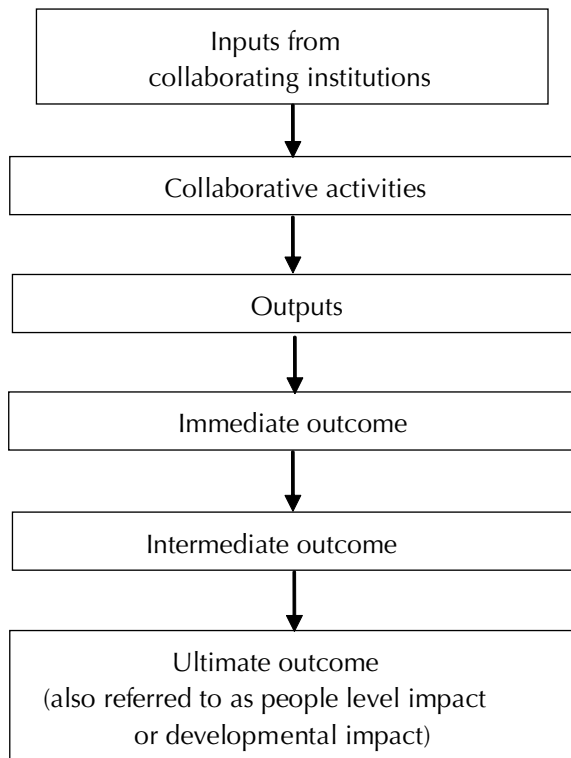 Inputs from
collaborating institutions
Collaborative activities
Outputs
Immediate outcome
Intermediate outcome
Ultimate outcome
(also referred to as people level impact
or developmental impact)